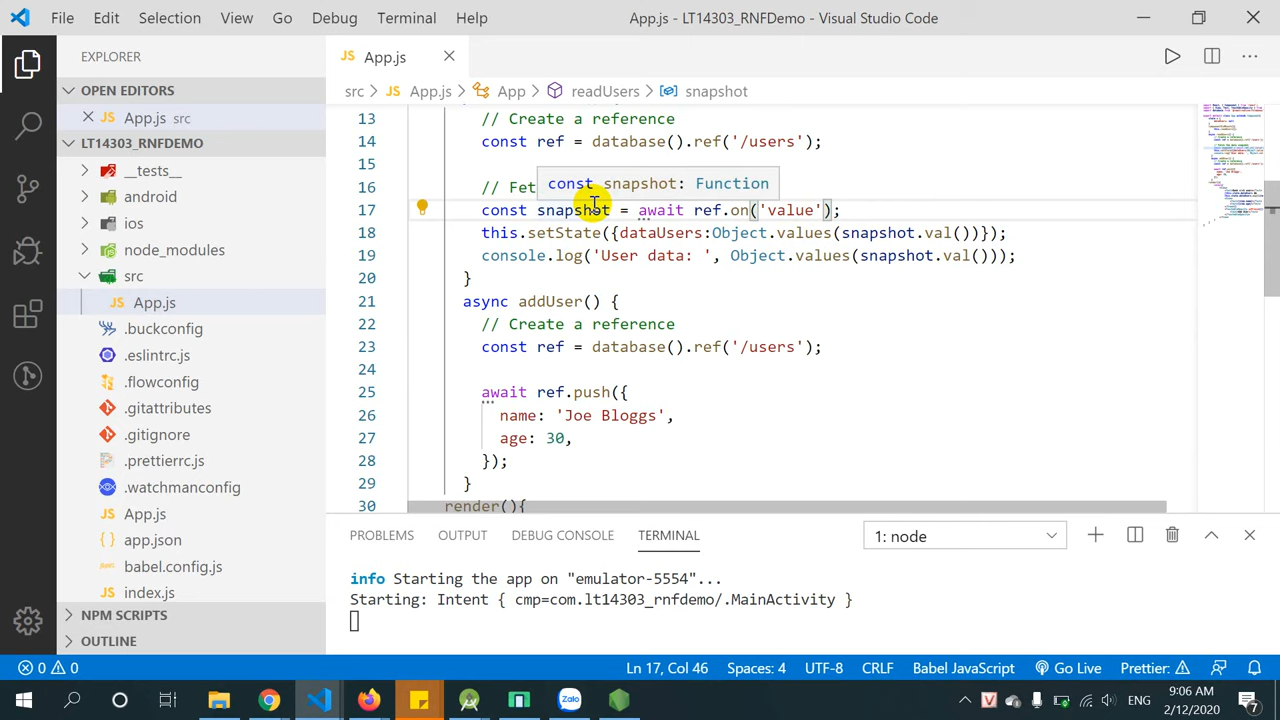 File Edit Selection View Go Debug Terminal Help App.js - LT14303_RNFDemo - Visual Studio Code
EXPLORER
OPEN EDITORS
App.js src
LT14303_RNFDEMO
__tests__
android
ios
node_modules
src
App.js
.buckconfig
.eslintrc.js
.flowconfig
.gitattributes
.gitignore
.prettierrc.js
.watchmanconfig
App.js
app.json
babel.config.js
index.js
NPM SCRIPTS
OUTLINE
JS App.js
src JS App.js App readUsers snapshot
13 // Create a reference
14 const ref = database().ref('/users');
15
16 // Fet
const snapshot: Function
17 const snapshot = await ref.on('value');
18 this.setState({dataUsers:Object.values(snapshot.val())});
19 console.log('User data: ', Object.values(snapshot.val()));
20 }
21 async addUser() {
22 // Create a reference
23 const ref = database().ref('/users');
24
25 await ref.push({
26 name: 'Joe Bloggs',
27 age: 30,
28 });
29 }
30 render(){
PROBLEMS OUTPUT DEBUG CONSOLE TERMINAL 1: node
info Starting the app on "emulator-5554"...
Starting: Intent { cmp=com.lt14303_rnfdemo/.MainActivity }
0 0 Ln 17, Col 46 Spaces: 4 UTF-8 CRLF Babel JavaScript Go Live Prettier:
Zalo ENG 9:06 AM
2/12/2020